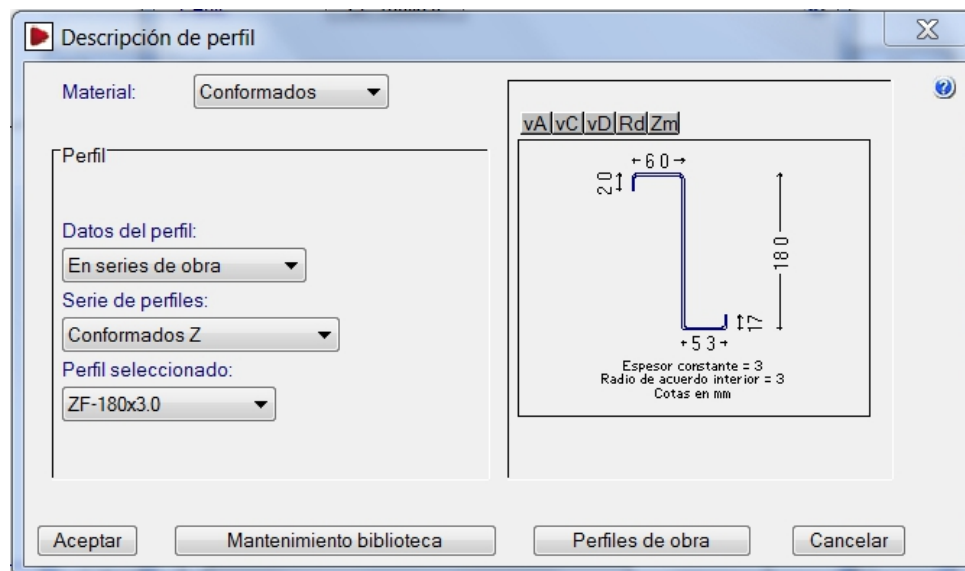 Descripción de perfil
Material:
Conformados
Perfil
Datos del perfil:
En series de obra
Serie de perfiles:
Conformados Z
Perfil seleccionado:
ZF-180x3.0
vA vC vD Rd Zm
60
20
180
17
53
Espesor constante = 3
Radio de acuerdo interior = 3
Cotas en mm
Aceptar
Mantenimiento biblioteca
Perfiles de obra
Cancelar